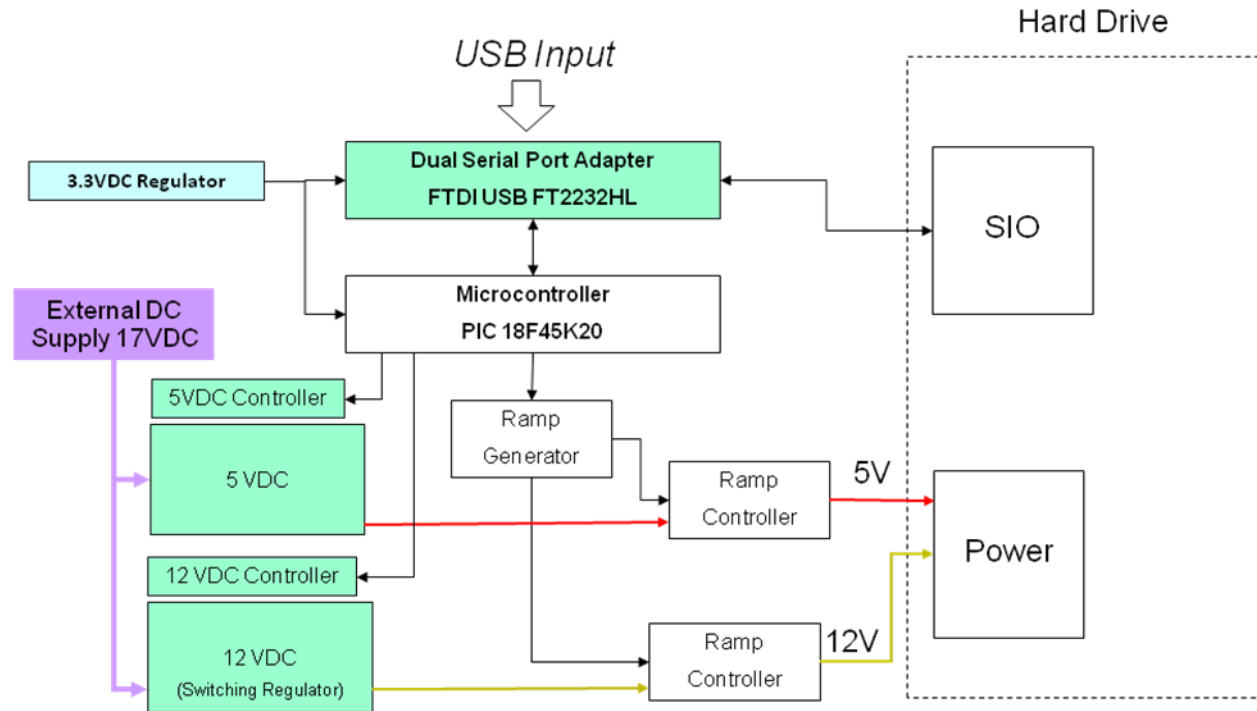 Hard Drive
USB Input
Dual Serial Port Adapter
FTDI USB FT2232HL
3.3VDC Regulator
SIO
Microcontroller
PIC 18F45K20
External DC
Supply 17VDC
5VDC Controller
Ramp
Generator
5 VDC
Ramp
Controller
5V
Power
12 VDC Controller
12 VDC
(Switching Regulator)
Ramp
Controller
12V